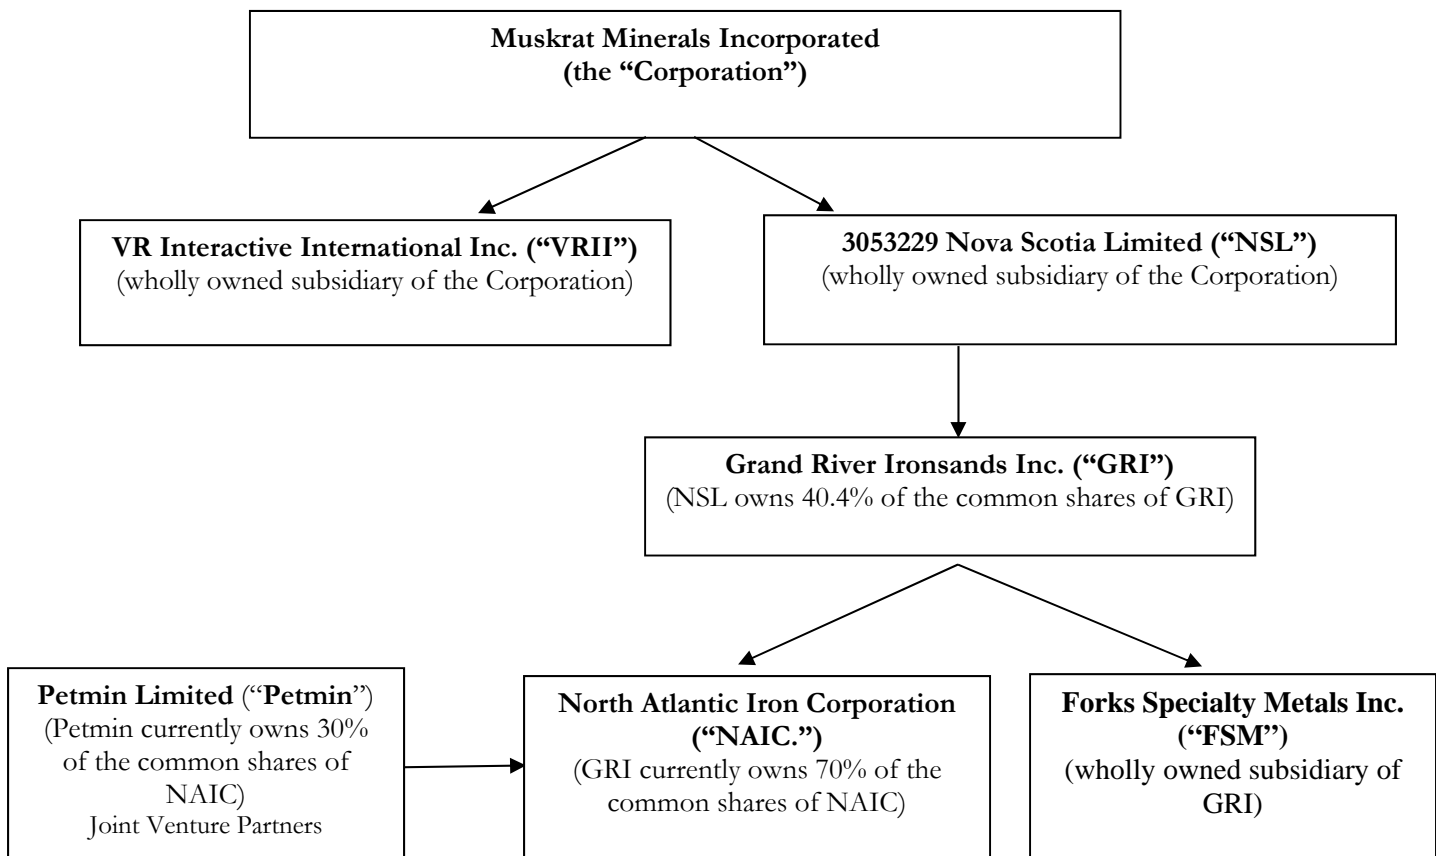 Muskrat Minerals Incorporated
(the “Corporation”)
VR Interactive International Inc. (“VRII”)
(wholly owned subsidiary of the Corporation)
3053229 Nova Scotia Limited (“NSL”)
(wholly owned subsidiary of the Corporation)
Grand River Ironsands Inc. (“GRI”)
(NSL owns 40.4% of the common shares of GRI)
Petmin Limited (“Petmin”)
(Petmin currently owns 30%
of the common shares of
NAIC)
Joint Venture Partners
North Atlantic Iron Corporation
(“NAIC.”)
(GRI currently owns 70% of the
common shares of NAIC)
Forks Specialty Metals Inc.
(“FSM”)
(wholly owned subsidiary of
GRI)